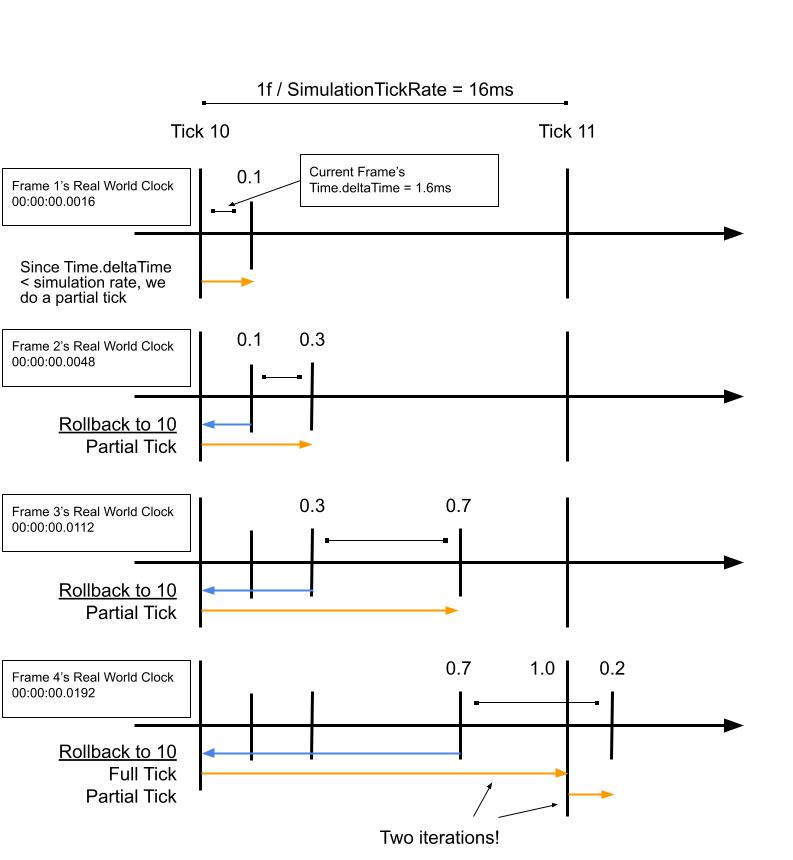 1f / SimulationTickRate = 16ms
Tick 10
Tick 11
Frame 1's Real World Clock
00:00:00.0016
0.1
Current Frame's
Time.deltaTime = 1.6ms
Since Time.deltaTime
< simulation rate, we
do a partial tick
Frame 2's Real World Clock
00:00:00.0048
0.1
0.3
Rollback to 10
Partial Tick
Frame 3's Real World Clock
00:00:00.0112
0.3
0.7
Rollback to 10
Partial Tick
Frame 4's Real World Clock
00:00:00.0192
0.7
1.0
0.2
Rollback to 10
Full Tick
Partial Tick
Two iterations!